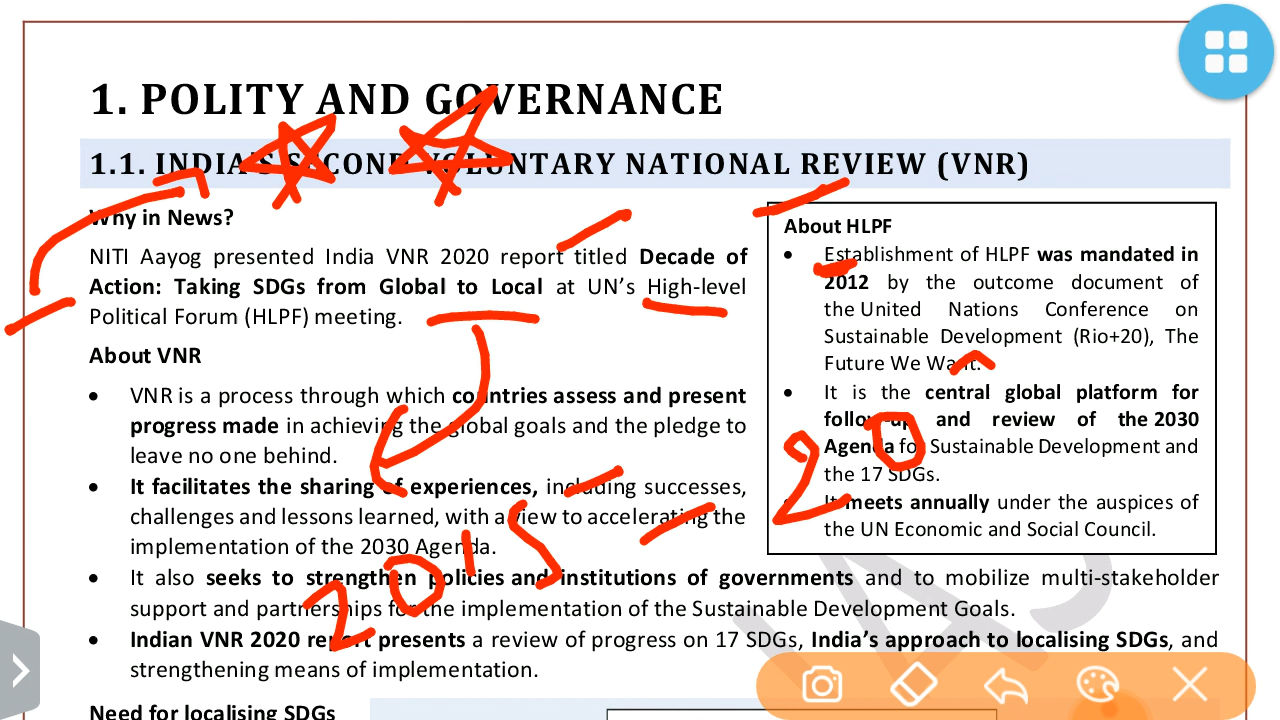 1. POLITY AND GOVERNANCE
1.1. INDIA'S SECOND VOLUNTARY NATIONAL REVIEW (VNR)
Why in News?
NITI Aayog presented India VNR 2020 report titled Decade of
Action: Taking SDGs from Global to Local at UN's High-level
Political Forum (HLPF) meeting.
About VNR
• VNR is a process through which countries assess and present
progress made in achieving the global goals and the pledge to
leave no one behind.
• It facilitates the sharing of experiences, including successes,
challenges and lessons learned, with a view to accelerating the
implementation of the 2030 Agenda.
• It also seeks to strengthen policies and institutions of governments and to mobilize multi-stakeholder
support and partnerships for the implementation of the Sustainable Development Goals.
• Indian VNR 2020 report presents a review of progress on 17 SDGs, India's approach to localising SDGs, and
strengthening means of implementation.
Need for localising SDGs
About HLPF
• Establishment of HLPF was mandated in
2012 by the outcome document of
the United Nations Conference on
Sustainable Development (Rio+20), The
Future We Want.
• It is the central global platform for
follow-up and review of the 2030
Agenda for Sustainable Development and
the 17 SDGs.
• It meets annually under the auspices of
the UN Economic and Social Council.
2015 -
20